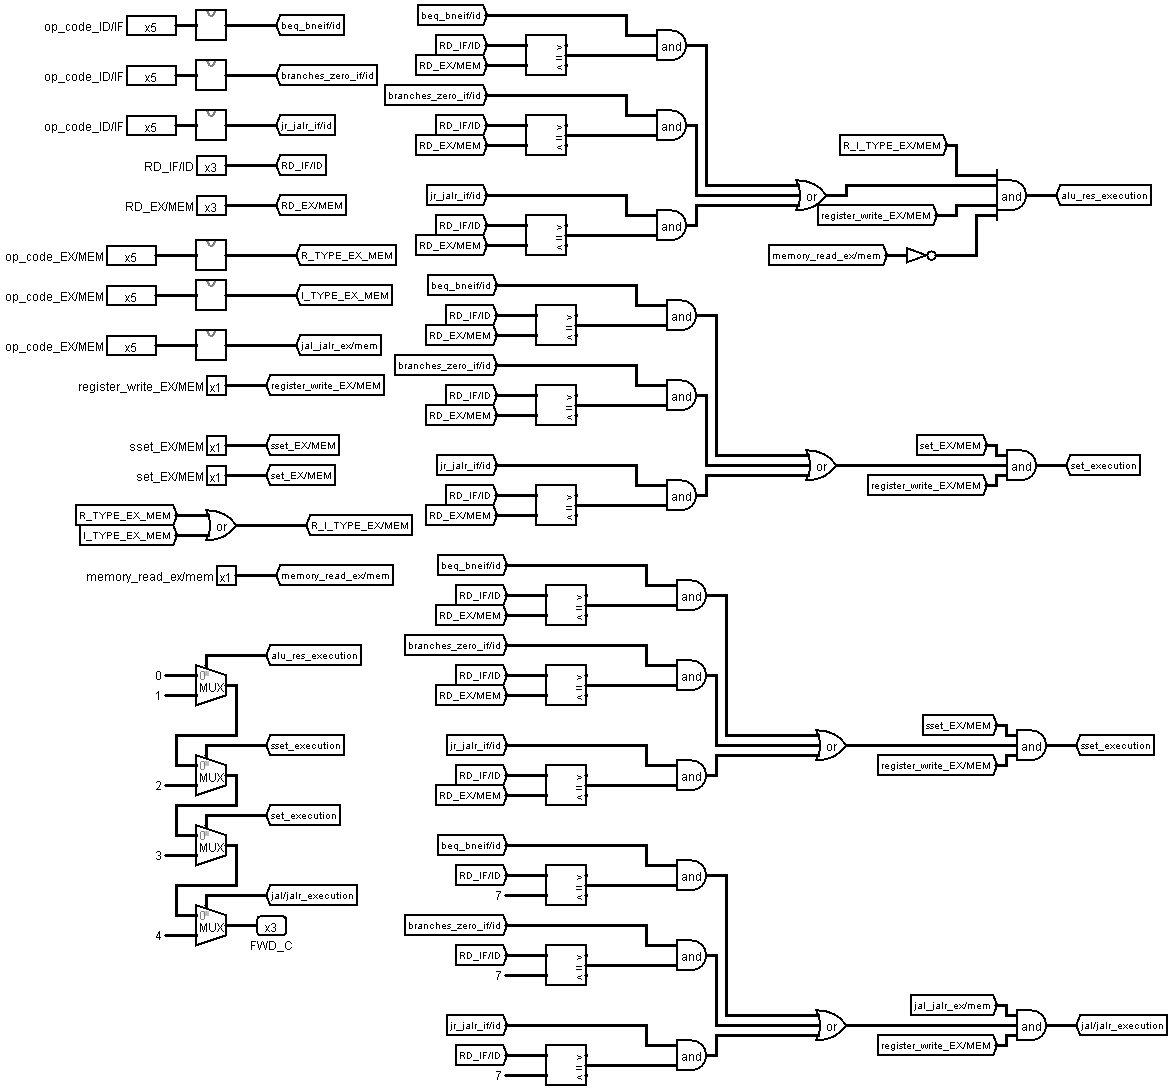 op_code_ID/IF x5 beq_bneif/id
op_code_ID/IF x5 branches_zero_if/id
op_code_ID/IF x5 jr_jalr_if/id
RD_IF/ID x3 RD_IF/ID
RD_EX/MEM x3 RD_EX/MEM
op_code_EX/MEM x5 R_TYPE_EX_MEM
op_code_EX/MEM x5 I_TYPE_EX_MEM
op_code_EX/MEM x5 jal_jalr_ex/mem
register_write_EX/MEM x1 register_write_EX/MEM
sset_EX/MEM x1 sset_EX/MEM
set_EX/MEM x1 set_EX/MEM
R_TYPE_EX_MEM
I_TYPE_EX_MEM
or
R_I_TYPE_EX/MEM
memory_read_ex/mem x1 memory_read_ex/mem
alu_res_execution
0
1
0
MUX
sset_execution
2
0
MUX
set_execution
3
0
MUX
jal/jalr_execution
4
0
MUX
x3
FWD_C
beq_bneif/id
RD_IF/ID
RD_EX/MEM
> = <
and
branches_zero_if/id
RD_IF/ID
RD_EX/MEM
> = <
and
jr_jalr_if/id
RD_IF/ID
RD_EX/MEM
> = <
and
or
R_I_TYPE_EX/MEM
register_write_EX/MEM
memory_read_ex/mem
and
alu_res_execution
beq_bneif/id
RD_IF/ID
RD_EX/MEM
> = <
and
branches_zero_if/id
RD_IF/ID
RD_EX/MEM
> = <
and
jr_jalr_if/id
RD_IF/ID
RD_EX/MEM
> = <
and
or
set_EX/MEM
register_write_EX/MEM
and
set_execution
beq_bneif/id
RD_IF/ID
RD_EX/MEM
> = <
and
branches_zero_if/id
RD_IF/ID
RD_EX/MEM
> = <
and
jr_jalr_if/id
RD_IF/ID
RD_EX/MEM
> = <
and
or
sset_EX/MEM
register_write_EX/MEM
and
sset_execution
beq_bneif/id
RD_IF/ID
7
> = <
and
branches_zero_if/id
RD_IF/ID
7
> = <
and
jr_jalr_if/id
RD_IF/ID
7
> = <
and
or
jal_jalr_ex/mem
register_write_EX/MEM
and
jal/jalr_execution